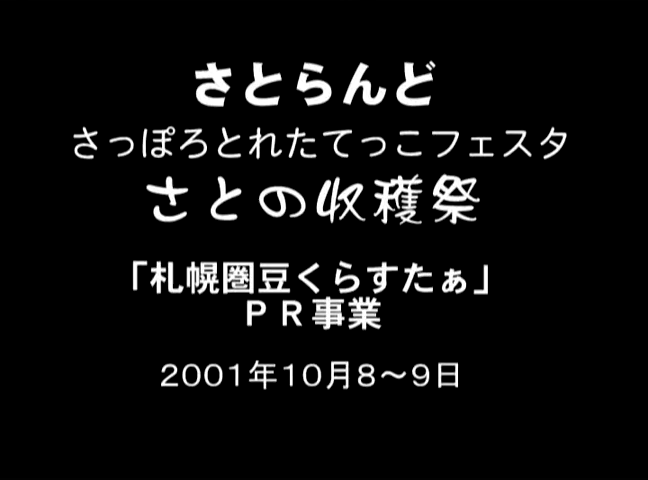 さとらんど
さっぽろとれたてっこフェスタ
さとの収穫祭
「札幌圏豆くらすたぁ」
ＰＲ事業
2001年10月8～9日